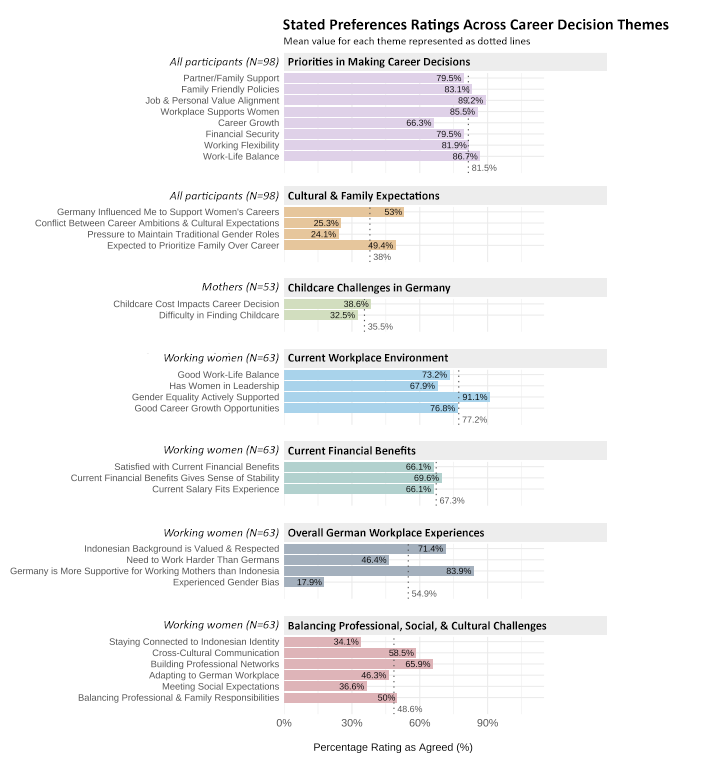 Stated Preferences Ratings Across Career Decision Themes
Mean value for each theme represented as dotted lines
All participants (N=98) Priorities in Making Career Decisions
Partner/Family Support 79.5%
Family Friendly Policies 83.1%
Job & Personal Value Alignment 89.2%
Workplace Supports Women 85.5%
Career Growth 66.3%
Financial Security 79.5%
Working Flexibility 81.9%
Work-Life Balance 86.7%
81.5%
All participants (N=98) Cultural & Family Expectations
Germany Influenced Me to Support Women's Careers 53%
Conflict Between Career Ambitions & Cultural Expectations 25.3%
Pressure to Maintain Traditional Gender Roles 24.1%
Expected to Prioritize Family Over Career 49.4%
38%
Mothers (N=53) Childcare Challenges in Germany
Childcare Cost Impacts Career Decision 38.6%
Difficulty in Finding Childcare 32.5%
35.5%
Working women (N=63) Current Workplace Environment
Good Work-Life Balance 73.2%
Has Women in Leadership 67.9%
Gender Equality Actively Supported 91.1%
Good Career Growth Opportunities 76.8%
77.2%
Working women (N=63) Current Financial Benefits
Satisfied with Current Financial Benefits 66.1%
Current Financial Benefits Gives Sense of Stability 69.6%
Current Salary Fits Experience 66.1%
67.3%
Working women (N=63) Overall German Workplace Experiences
Indonesian Background is Valued & Respected 71.4%
Need to Work Harder Than Germans 46.4%
Germany is More Supportive for Working Mothers than Indonesia 83.9%
Experienced Gender Bias 17.9%
54.9%
Working women (N=63) Balancing Professional, Social, & Cultural Challenges
Staying Connected to Indonesian Identity 34.1%
Cross-Cultural Communication 58.5%
Building Professional Networks 65.9%
Adapting to German Workplace 46.3%
Meeting Social Expectations 36.6%
Balancing Professional & Family Responsibilities 50%
48.6%
0% 30% 60% 90%
Percentage Rating as Agreed (%)